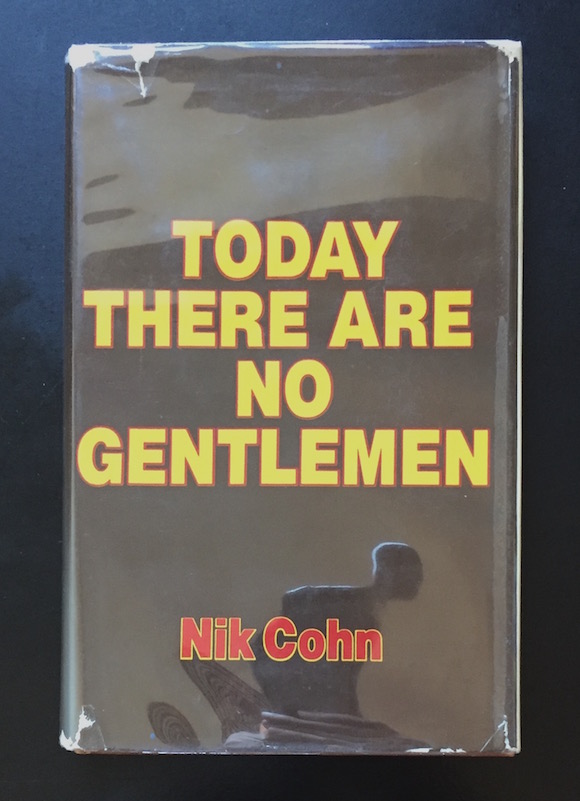 TODAY
THERE ARE
NO
GENTLEMEN
Nik Cohn